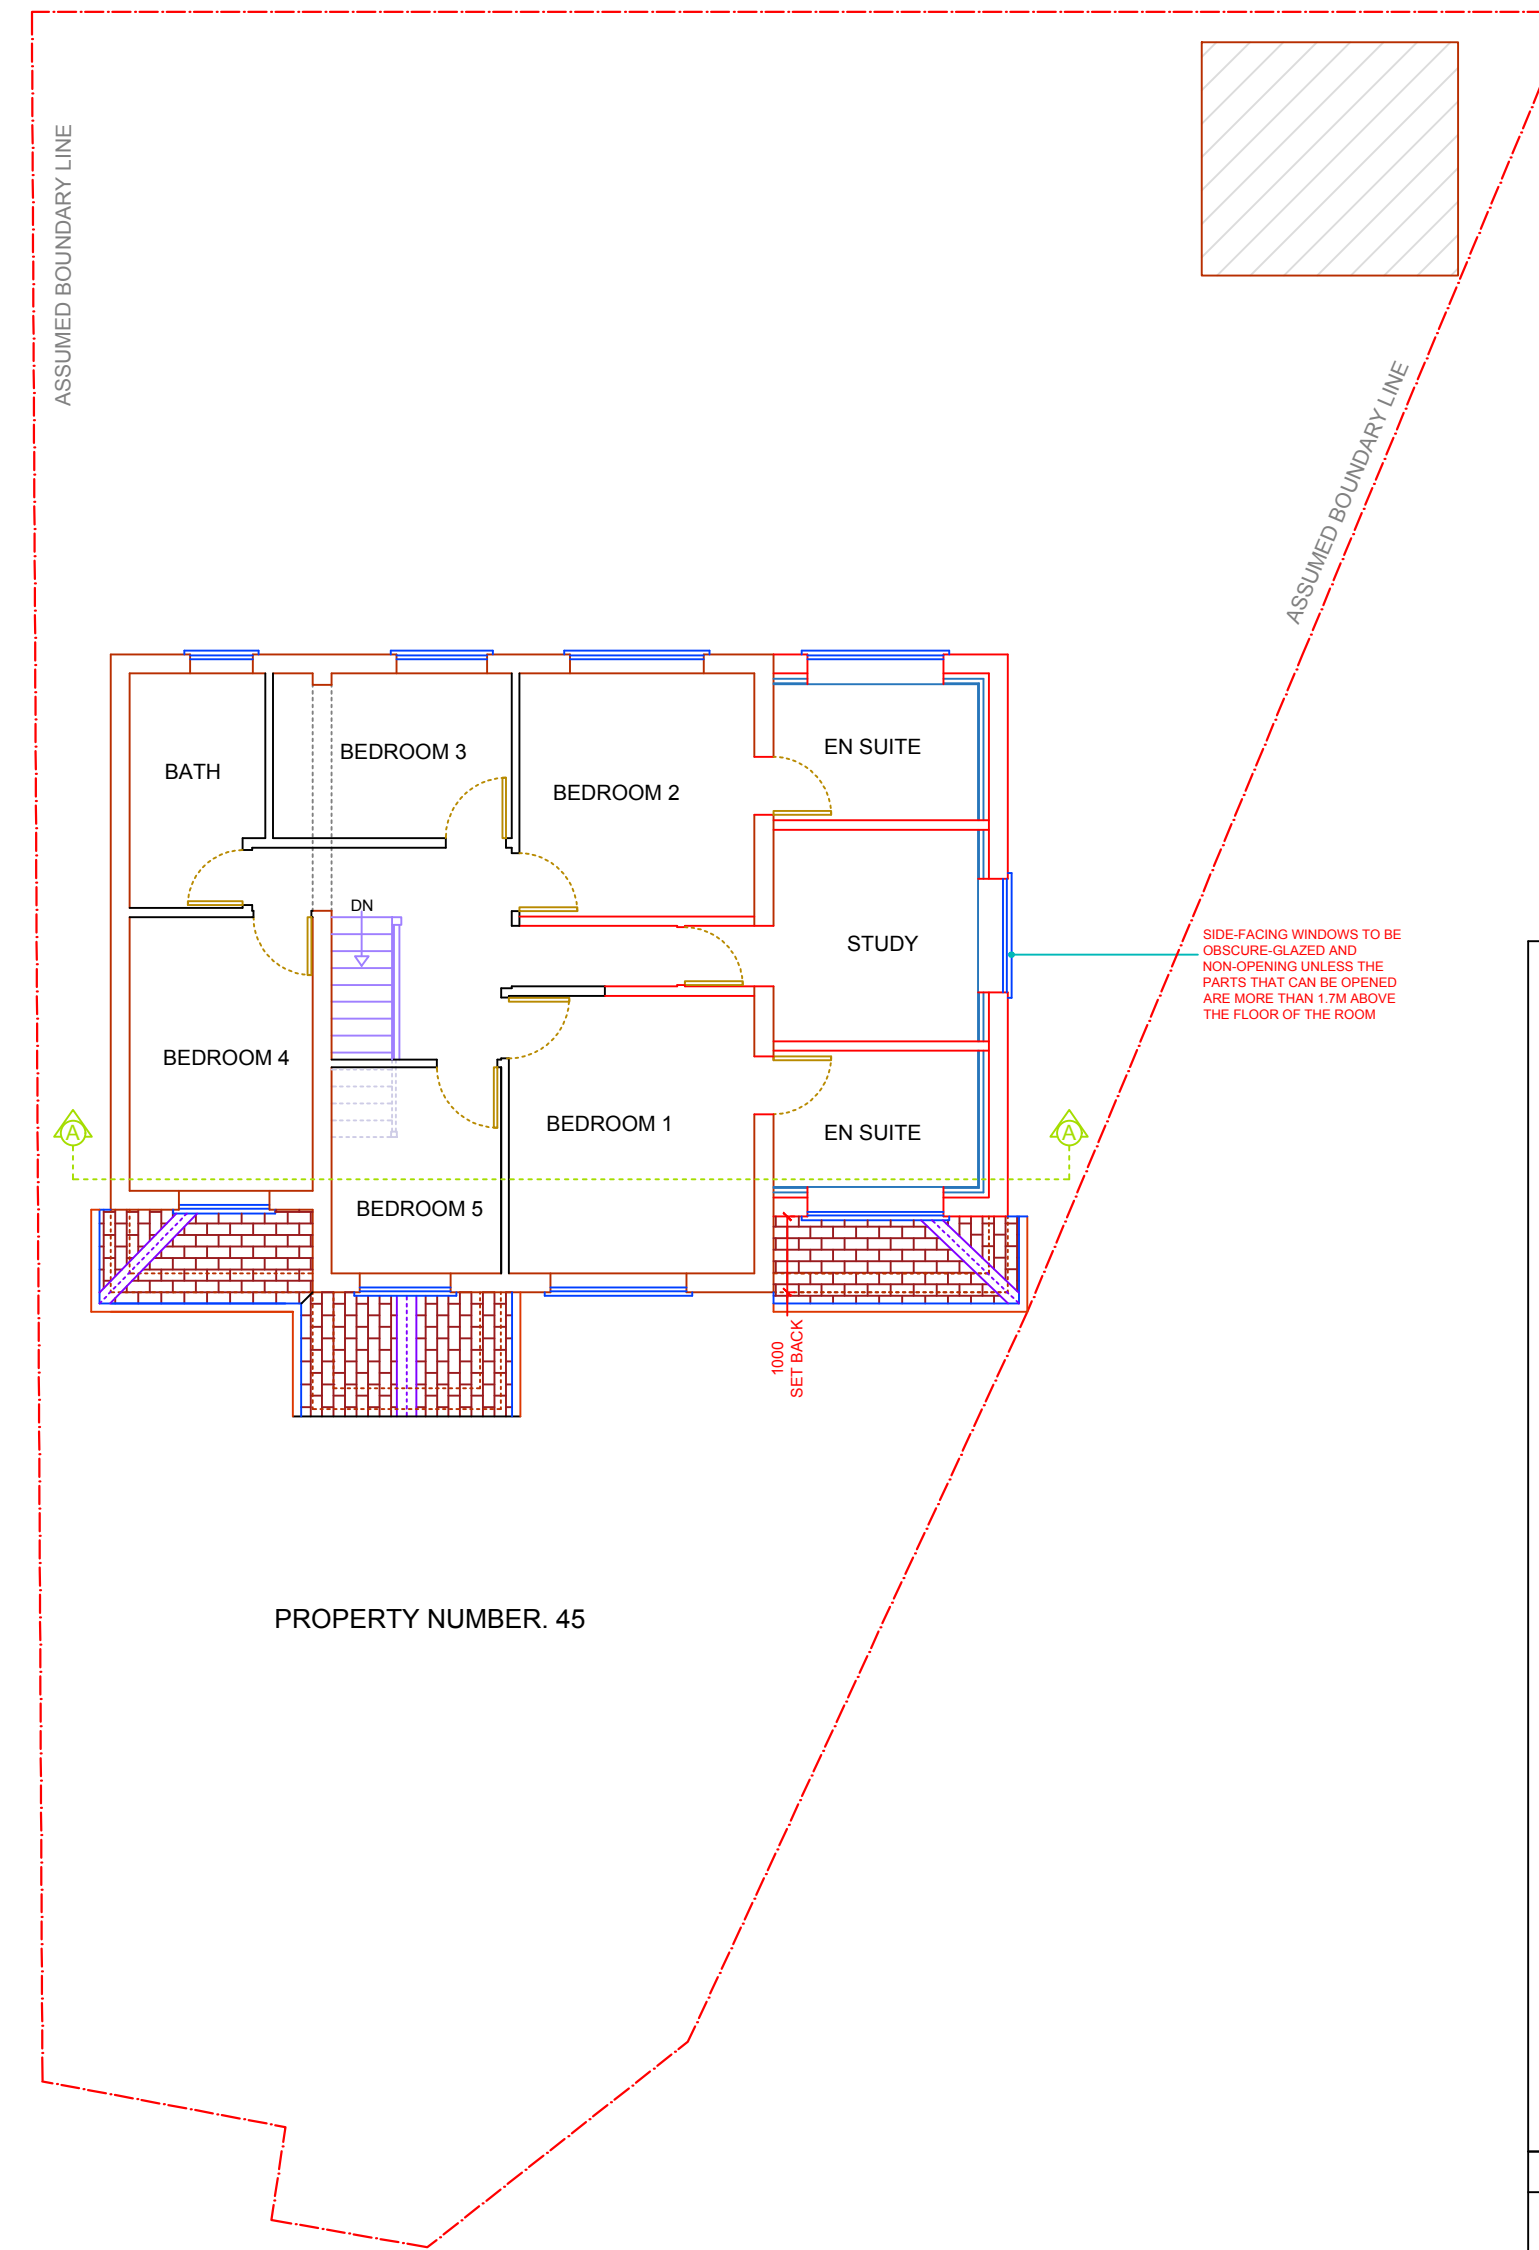 ASSUMED BOUNDARY LINE
ASSUMED BOUNDARY LINE
BATH
BEDROOM 3
BEDROOM 2
EN SUITE
DN
STUDY
SIDE-FACING WINDOWS TO BE
OBSCURE-GLAZED AND
NON-OPENING UNLESS THE
PARTS THAT CAN BE OPENED
ARE MORE THAN 1.7M ABOVE
THE FLOOR OF THE ROOM
BEDROOM 4
BEDROOM 1
EN SUITE
A
A
BEDROOM 5
1000
SET BACK
PROPERTY NUMBER. 45